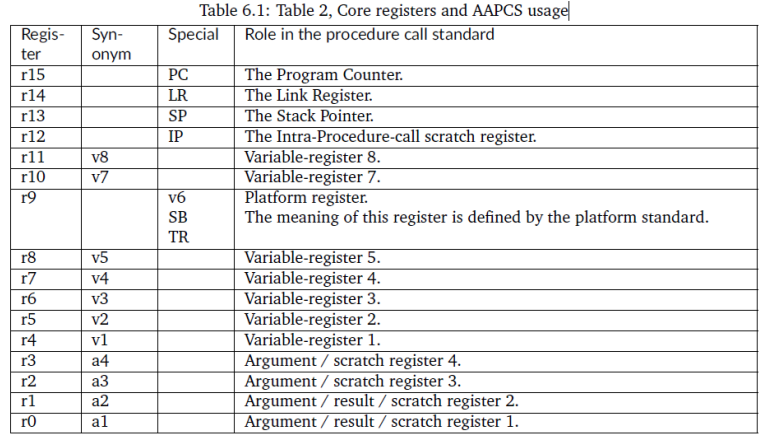 Table 6.1: Table 2, Core registers and AAPCS usage
Regis- Syn- Special Role in the procedure call standard
ter onym
r15 PC The Program Counter.
r14 LR The Link Register.
r13 SP The Stack Pointer.
r12 IP The Intra-Procedure-call scratch register.
r11 v8 Variable-register 8.
r10 v7 Variable-register 7.
r9 v6 Platform register.
SB The meaning of this register is defined by the platform standard.
TR
r8 v5 Variable-register 5.
r7 v4 Variable-register 4.
r6 v3 Variable-register 3.
r5 v2 Variable-register 2.
r4 v1 Variable-register 1.
r3 a4 Argument / scratch register 4.
r2 a3 Argument / scratch register 3.
r1 a2 Argument / result / scratch register 2.
r0 a1 Argument / result / scratch register 1.